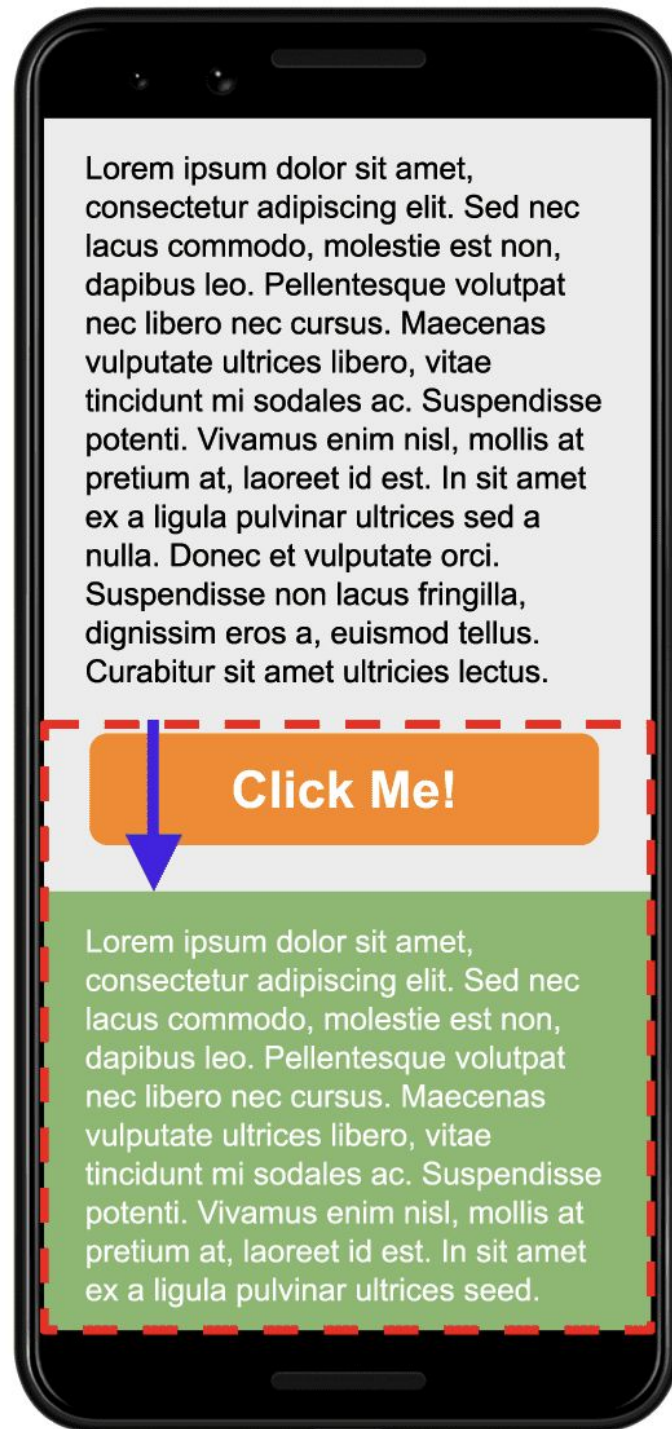 Lorem ipsum dolor sit amet,
consectetur adipiscing elit. Sed nec
lacus commodo, molestie est non,
dapibus leo. Pellentesque volutpat
nec libero nec cursus. Maecenas
vulputate ultrices libero, vitae
tincidunt mi sodales ac. Suspendisse
potenti. Vivamus enim nisl, mollis at
pretium at, laoreet id est. In sit amet
ex a ligula pulvinar ultrices sed a
nulla. Donec et vulputate orci.
Suspendisse non lacus fringilla,
dignissim eros a, euismod tellus.
Curabitur sit amet ultricies lectus.
Click Me!
Lorem ipsum dolor sit amet,
consectetur adipiscing elit. Sed nec
lacus commodo, molestie est non,
dapibus leo. Pellentesque volutpat
nec libero nec cursus. Maecenas
vulputate ultrices libero, vitae
tincidunt mi sodales ac. Suspendisse
potenti. Vivamus enim nisl, mollis at
pretium at, laoreet id est. In sit amet
ex a ligula pulvinar ultrices seed.